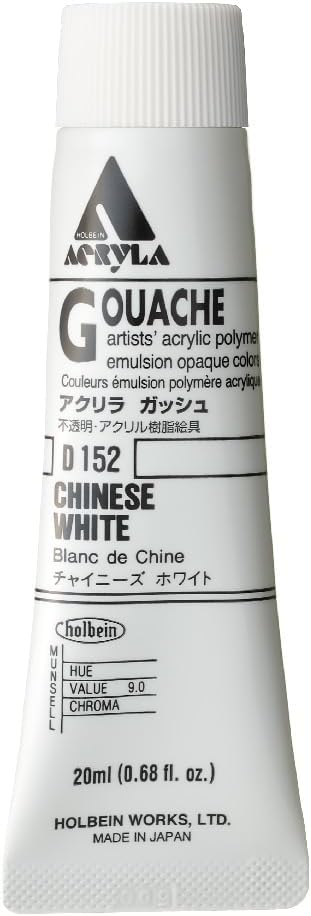 HOLBEIN
ACRYLA
GOUACHE
artists' acrylic polymer
emulsion opaque colors
Couleurs émulsion polymère acrylique
アクリラ ガッシュ
不透明・アクリル樹脂絵具
D 152
CHINESE
WHITE
Blanc de Chine
チャイニーズ ホワイト
holbein
MUNSELL
HUE
VALUE 9.0
CHROMA
20ml (0.68 fl. oz.)
HOLBEIN WORKS, LTD.
MADE IN JAPAN